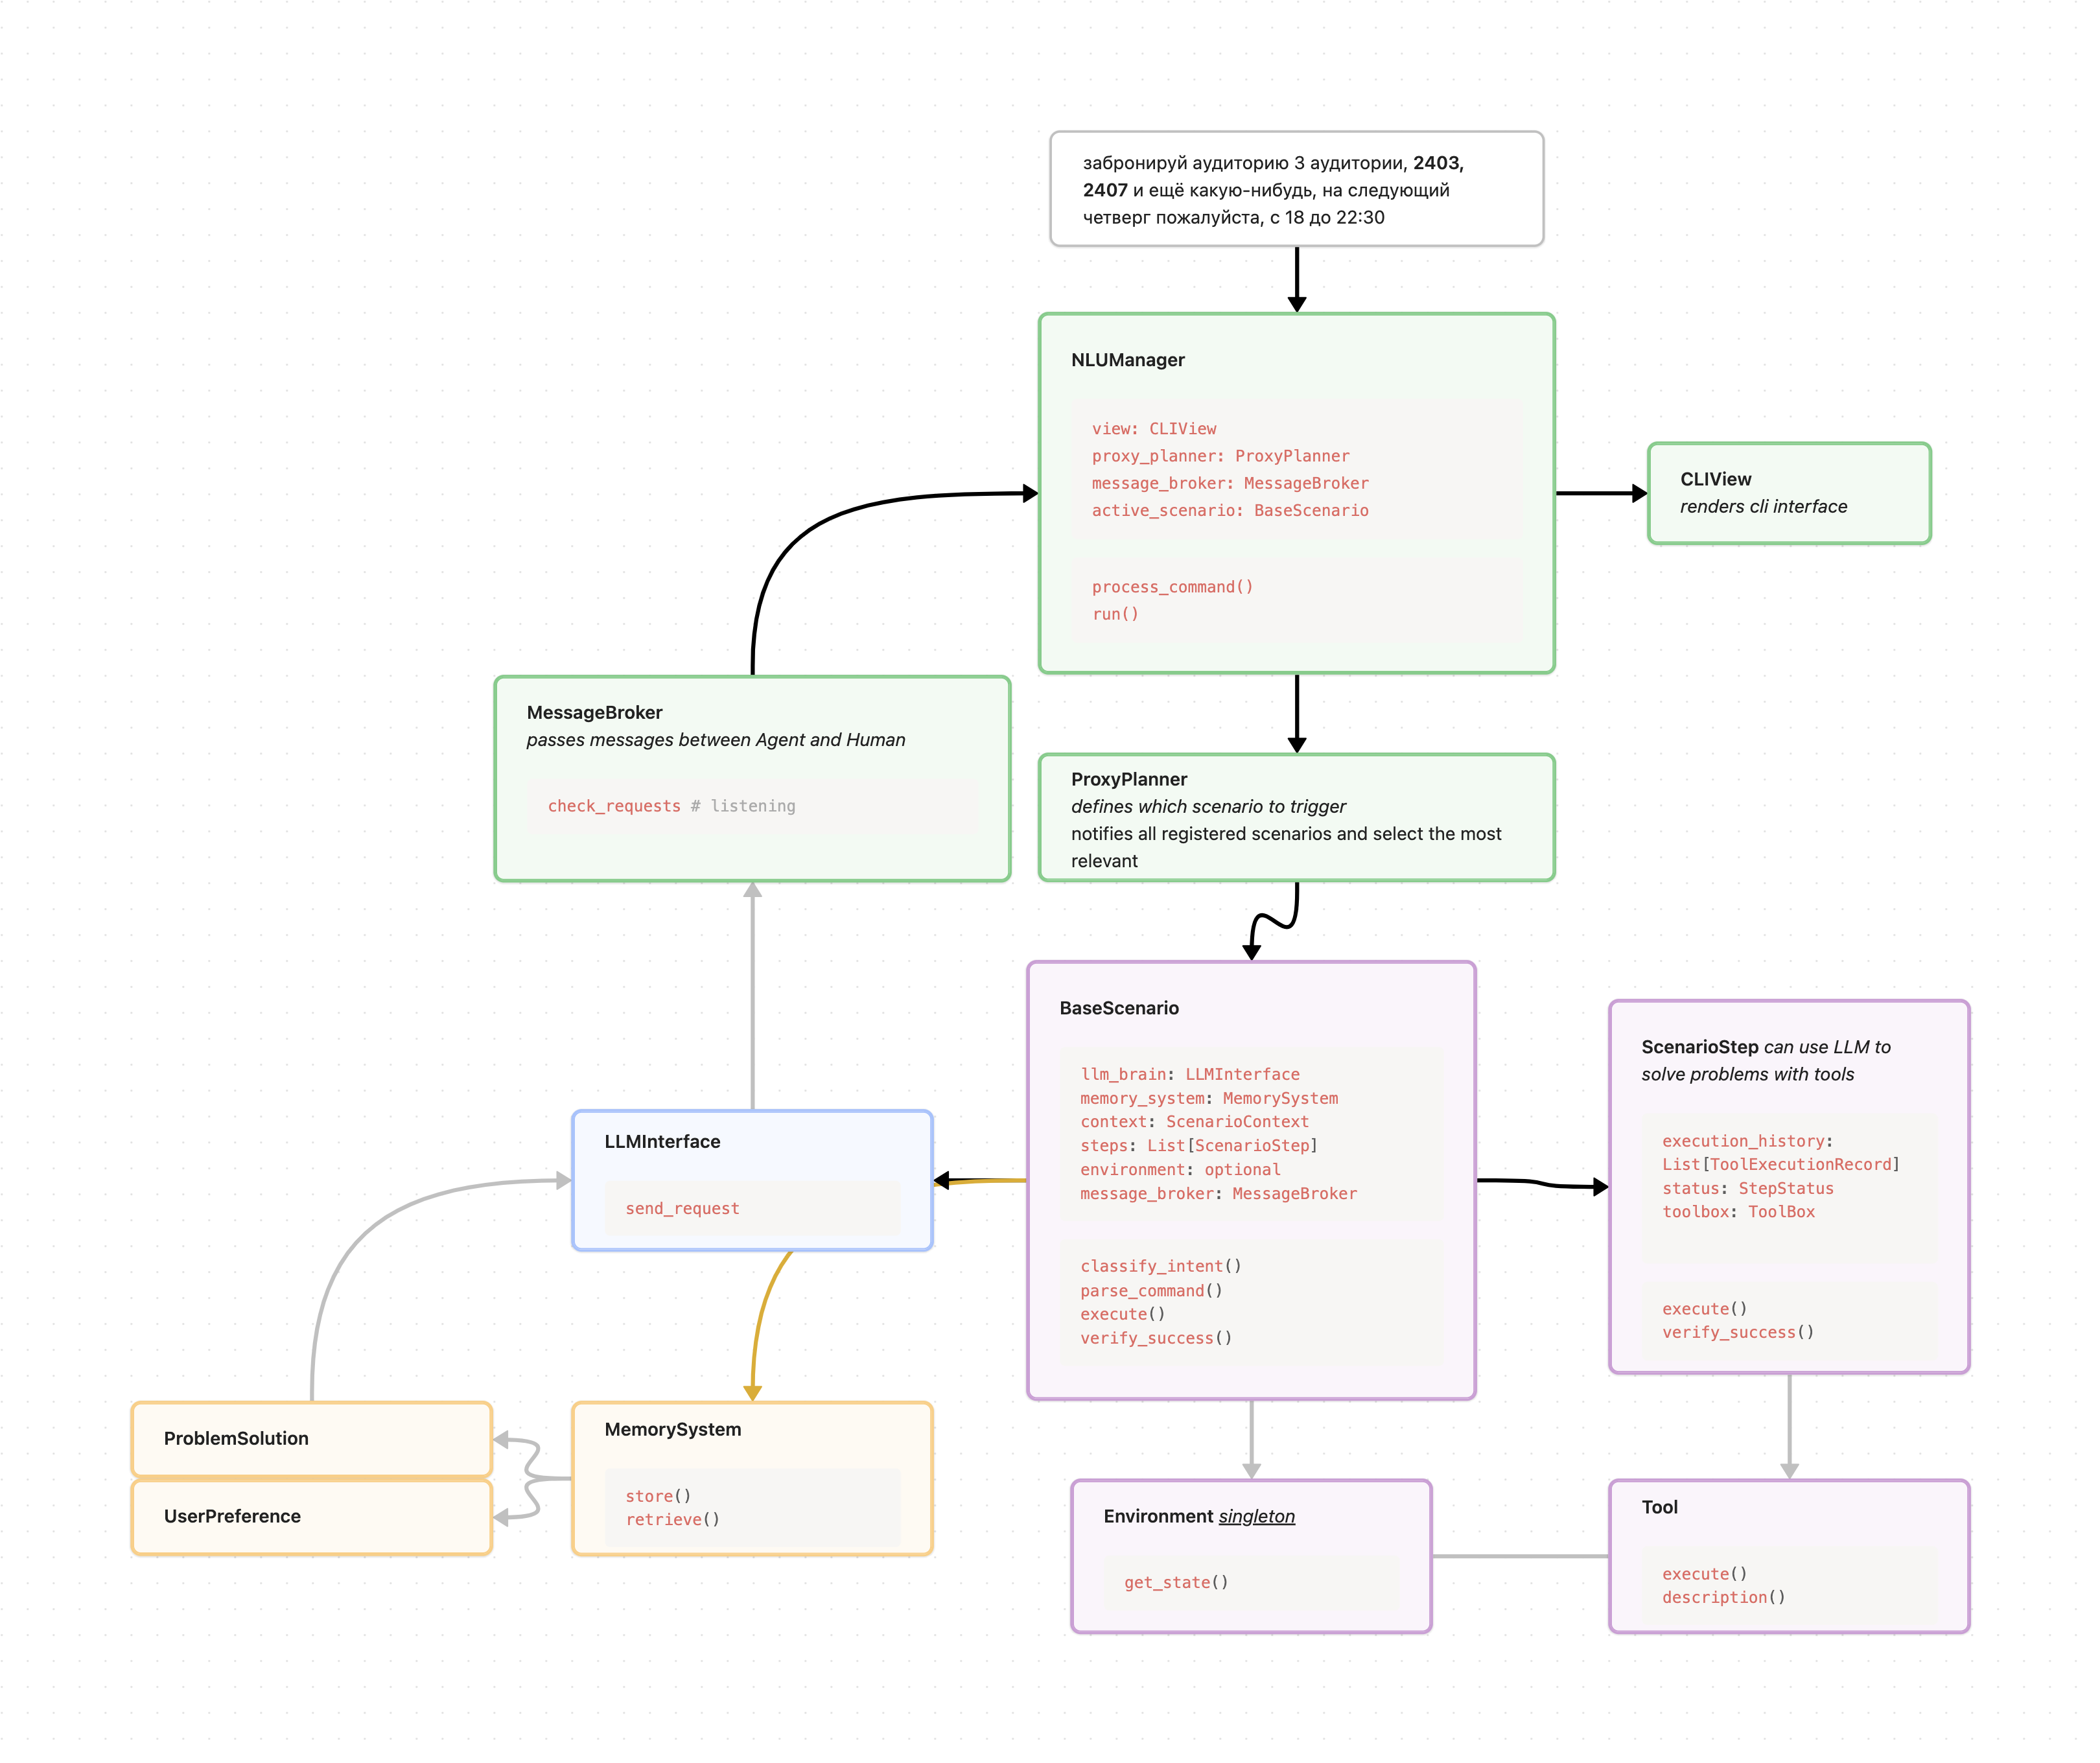 забронируй аудиторию 3 аудитории, 2403,
2407 и ещё какую-нибудь, на следующий
четверг пожалуйста, с 18 до 22:30
NLUManager
view: CLIView
proxy_planner: ProxyPlanner
message_broker: MessageBroker
active_scenario: BaseScenario
process_command()
run()
CLIView
renders cli interface
MessageBroker
passes messages between Agent and Human
check_requests # listening
ProxyPlanner
defines which scenario to trigger
notifies all registered scenarios and select the most
relevant
BaseScenario
llm_brain: LLMInterface
memory_system: MemorySystem
context: ScenarioContext
steps: List[ScenarioStep]
environment: optional
message_broker: MessageBroker
classify_intent()
parse_command()
execute()
verify_success()
ScenarioStep can use LLM to
solve problems with tools
execution_history:
List[ToolExecutionRecord]
status: StepStatus
toolbox: ToolBox
execute()
verify_success()
LLMInterface
send_request
ProblemSolution
UserPreference
MemorySystem
store()
retrieve()
Environment singleton
get_state()
Tool
execute()
description()